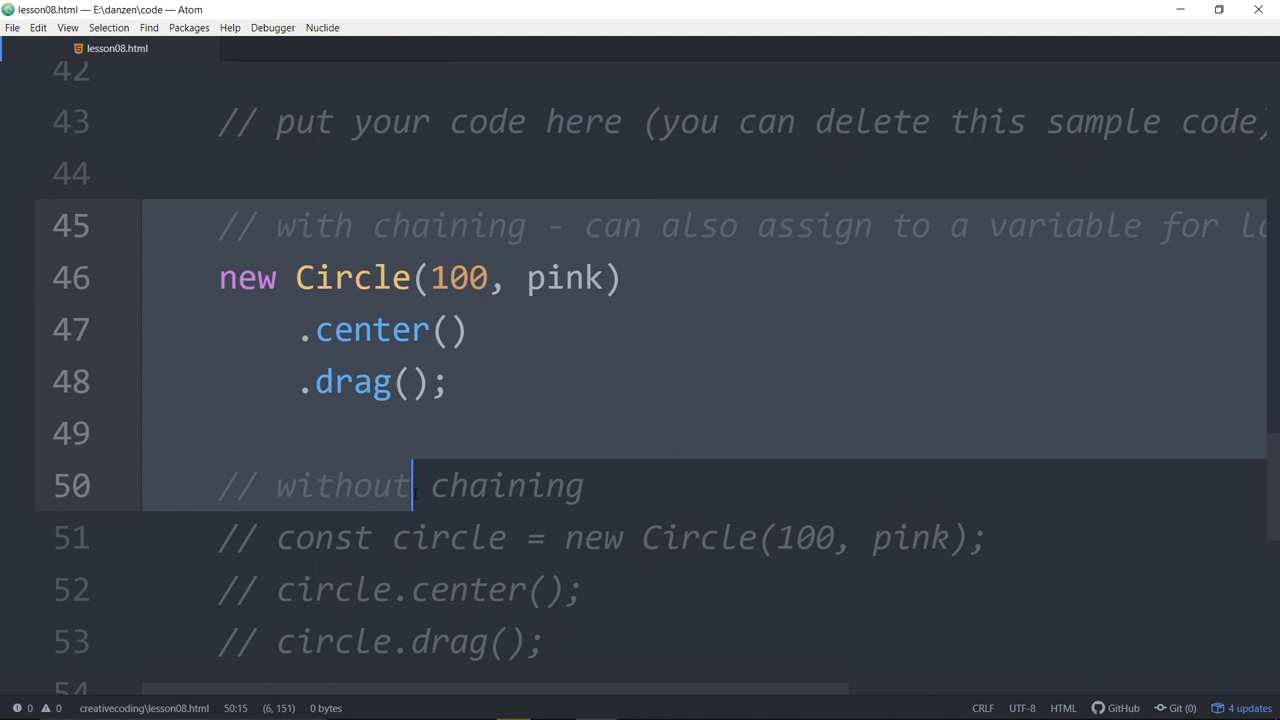 lesson08.html — E:\danzen\code — Atom
File Edit View Selection Find Packages Help Debugger Nuclide
lesson08.html
42
43 // put your code here (you can delete this sample code)
44
45 // with chaining - can also assign to a variable for
46 new Circle(100, pink)
47 .center()
48 .drag();
49
50 // without chaining
51 // const circle = new Circle(100, pink);
52 // circle.center();
53 // circle.drag();
54
0 0 creativecoding\lesson08.html 50:15 (6, 151) 0 bytes CRLF UTF-8 HTML GitHub Git (0) 4 updates